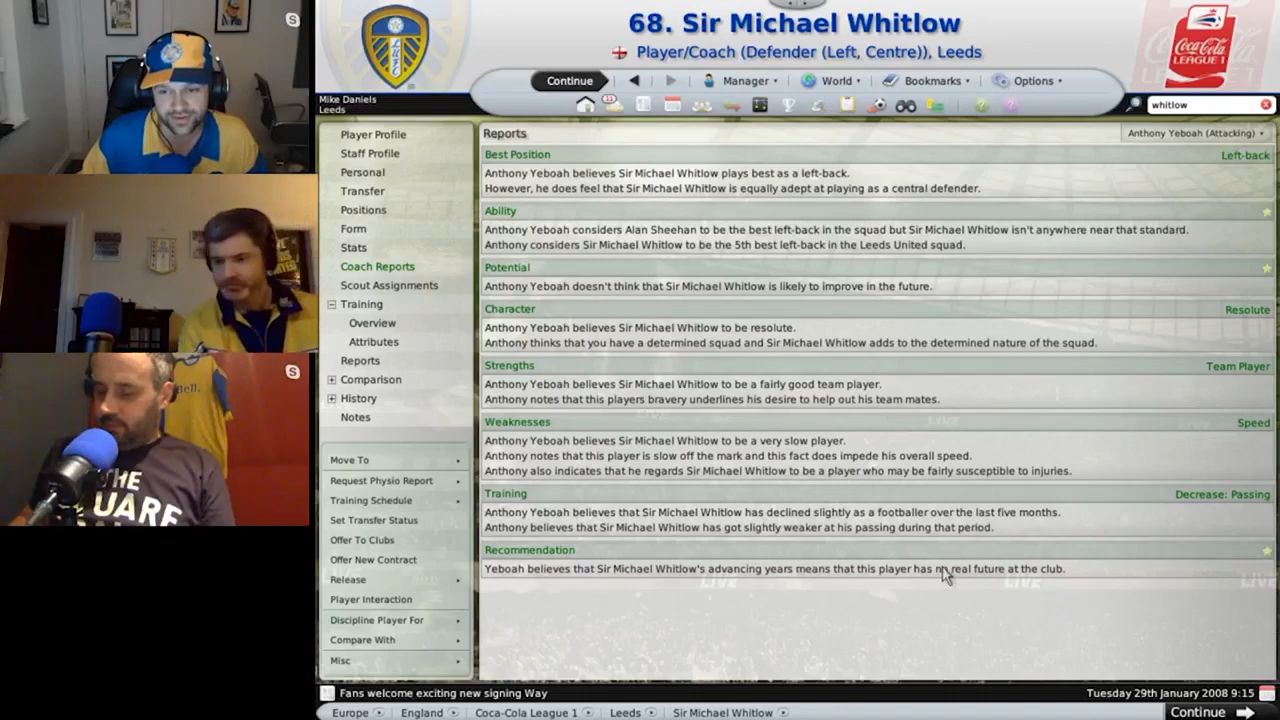 68. Sir Michael Whitlow
Player/Coach (Defender (Left, Centre)), Leeds
LUFC
Coca-Cola
LEAGUE 1
Continue
Manager
World
Bookmarks
Options
Mike Daniels
Leeds
11
whitlow
Player Profile
Staff Profile
Personal
Transfer
Positions
Form
Stats
Coach Reports
Scout Assignments
Training
Overview
Attributes
Reports
Comparison
History
Notes
Move To
Request Physio Report
Training Schedule
Set Transfer Status
Offer To Clubs
Offer New Contract
Release
Player Interaction
Discipline Player For
Compare With
Misc
Reports
Anthony Yeboah (Attacking)
Best Position Left-back
Anthony Yeboah believes Sir Michael Whitlow plays best as a left-back.
However, he does feel that Sir Michael Whitlow is equally adept at playing as a central defender.
Ability
Anthony Yeboah considers Alan Sheehan to be the best left-back in the squad but Sir Michael Whitlow isn't anywhere near that standard.
Anthony considers Sir Michael Whitlow to be the 5th best left-back in the Leeds United squad.
Potential
Anthony Yeboah doesn't think that Sir Michael Whitlow is likely to improve in the future.
Character Resolute
Anthony Yeboah believes Sir Michael Whitlow to be resolute.
Anthony thinks that you have a determined squad and Sir Michael Whitlow adds to the determined nature of the squad.
Strengths Team Player
Anthony Yeboah believes Sir Michael Whitlow to be a fairly good team player.
Anthony notes that this players bravery underlines his desire to help out his team mates.
Weaknesses Speed
Anthony Yeboah believes Sir Michael Whitlow to be a very slow player.
Anthony notes that this player is slow off the mark and this fact does impede his overall speed.
Anthony also indicates that he regards Sir Michael Whitlow to be a player who may be fairly susceptible to injuries.
Training Decrease: Passing
Anthony Yeboah believes that Sir Michael Whitlow has declined slightly as a footballer over the last five months.
Anthony believes that Sir Michael Whitlow has got slightly weaker at his passing during that period.
Recommendation
Yeboah believes that Sir Michael Whitlow's advancing years means that this player has no real future at the club.
LIVE
LIVE
LIVE
THE
UARE
Fans welcome exciting new signing Way
Tuesday 29th January 2008 9:15
Europe
England
Coca-Cola League 1
Leeds
Sir Michael Whitlow
Continue